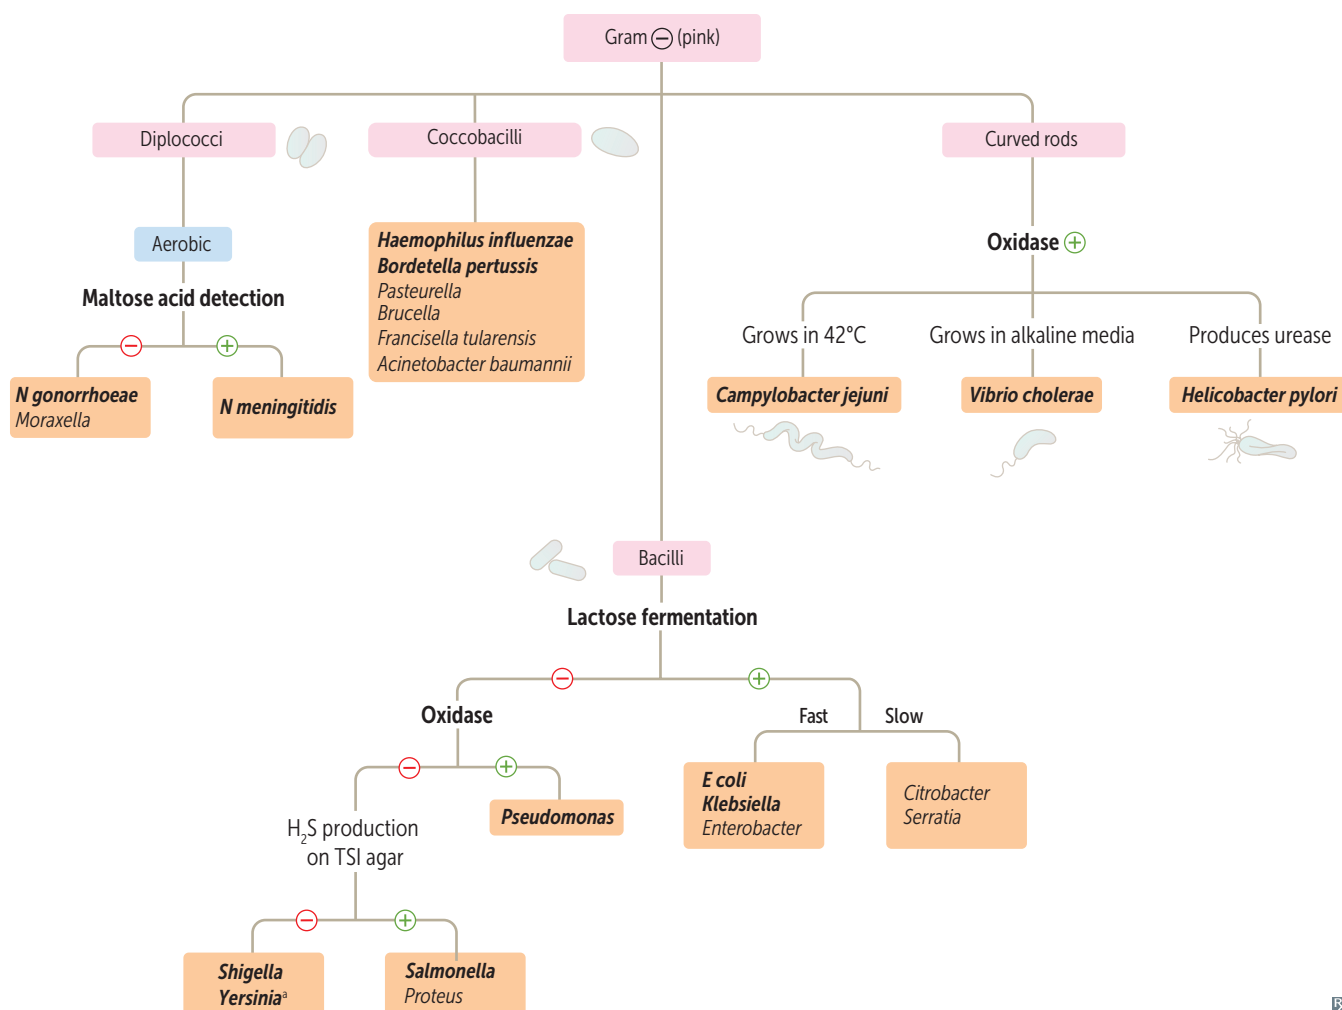 Gram ⊖ (pink)
Diplococci
Coccobacilli
Curved rods
Aerobic
Maltose acid detection
⊖
⊕
N gonorrhoeae
Moraxella
N meningitidis
Haemophilus influenzae
Bordetella pertussis
Pasteurella
Brucella
Francisella tularensis
Acinetobacter baumannii
Oxidase ⊕
Grows in 42°C
Grows in alkaline media
Produces urease
Campylobacter jejuni
Vibrio cholerae
Helicobacter pylori
Bacilli
Lactose fermentation
⊖
⊕
Oxidase
Fast
Slow
⊖
⊕
E coli
Klebsiella
Enterobacter
Citrobacter
Serratia
Pseudomonas
H₂S production
on TSI agar
⊖
⊕
Shigella
Yersiniaᵃ
Salmonella
Proteus